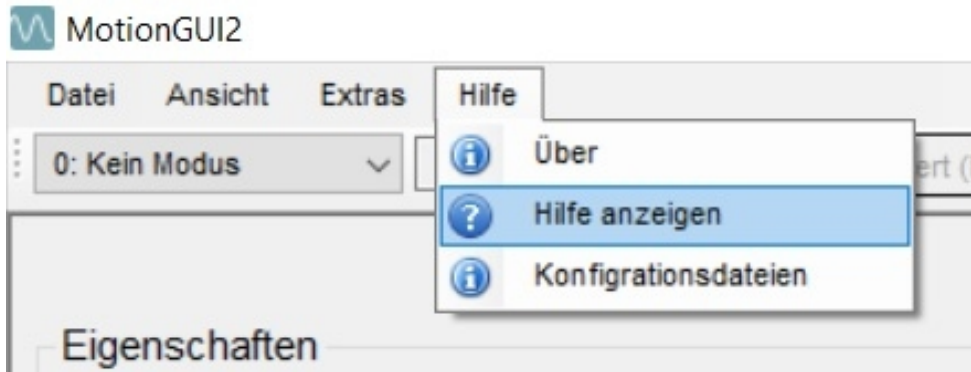 MotionGUI2
Datei Ansicht Extras Hilfe
0: Kein Modus
Über
Hilfe anzeigen
Konfigrationsdateien
Eigenschaften